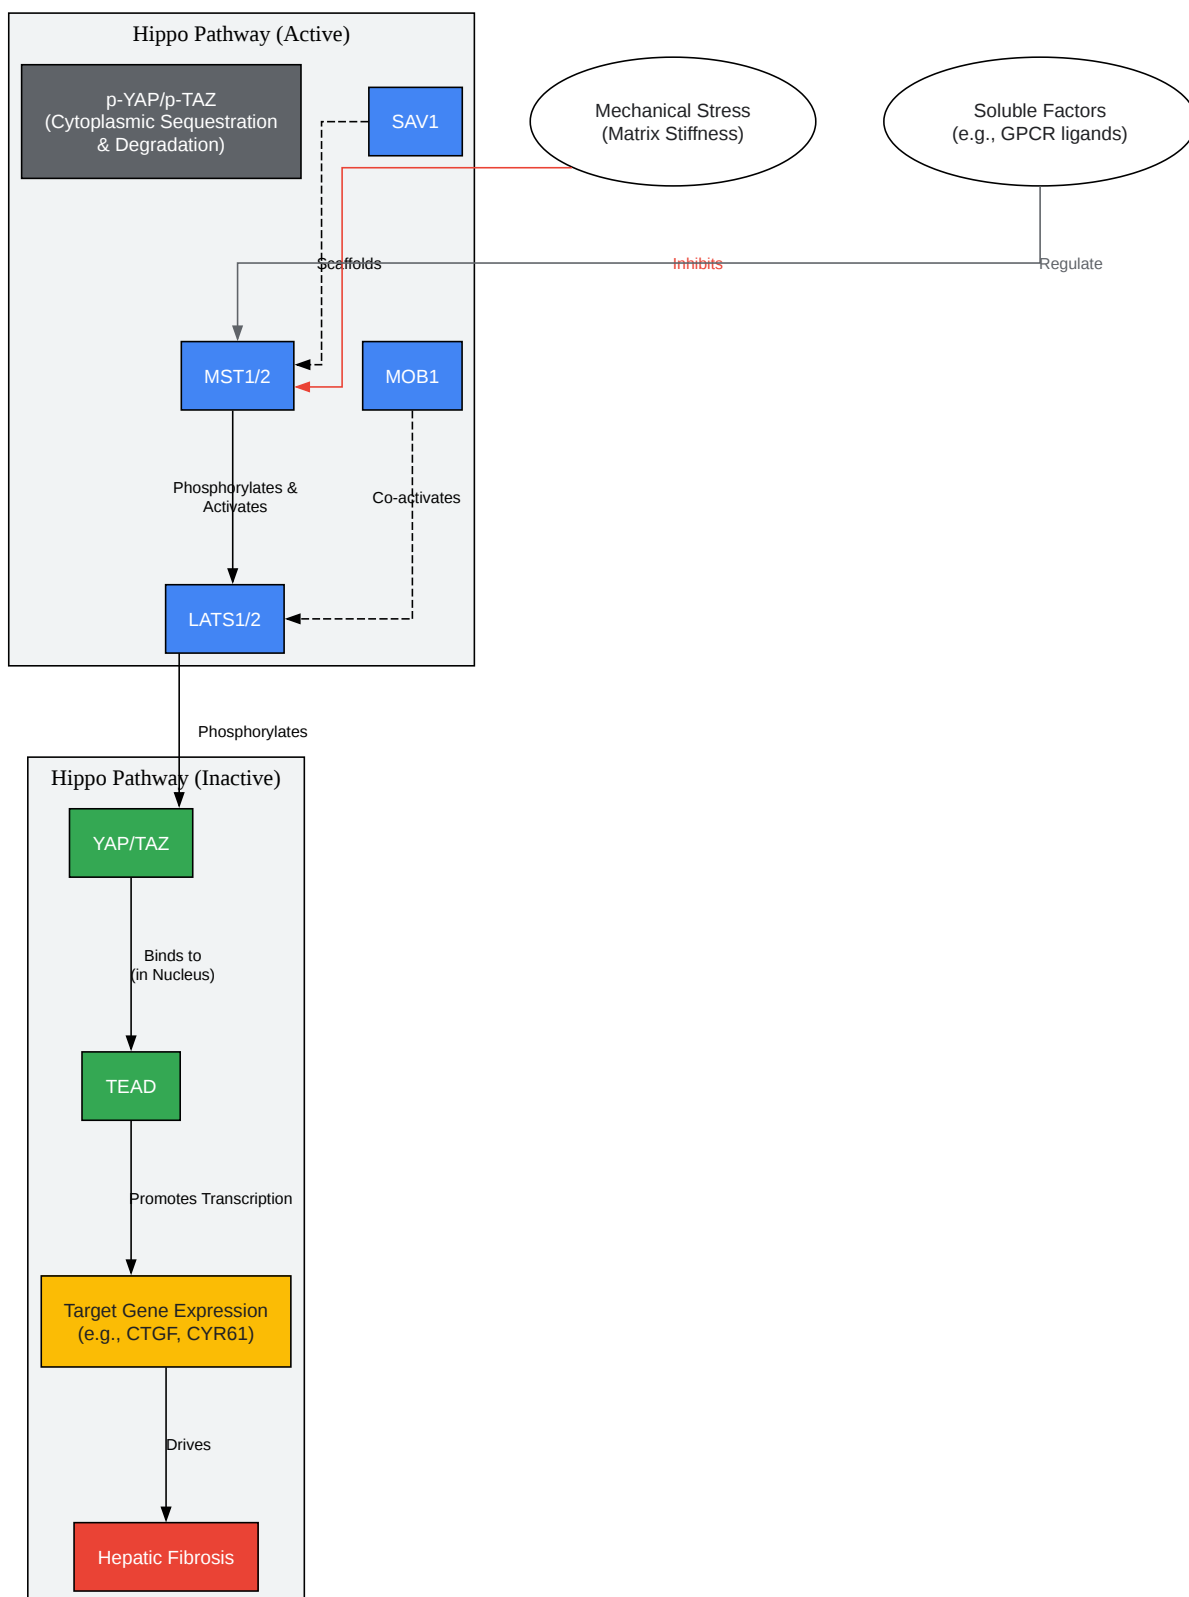 Hippo Pathway (Active)
p-YAP/p-TAZ
(Cytoplasmic Sequestration
& Degradation)
SAV1
Mechanical Stress
(Matrix Stiffness)
Soluble Factors
(e.g., GPCR ligands)
Scaffolds
Inhibits
Regulate
MST1/2
MOB1
Phosphorylates &
Activates
Co-activates
LATS1/2
Phosphorylates
Hippo Pathway (Inactive)
YAP/TAZ
Binds to
(in Nucleus)
TEAD
Promotes Transcription
Target Gene Expression
(e.g., CTGF, CYR61)
Drives
Hepatic Fibrosis